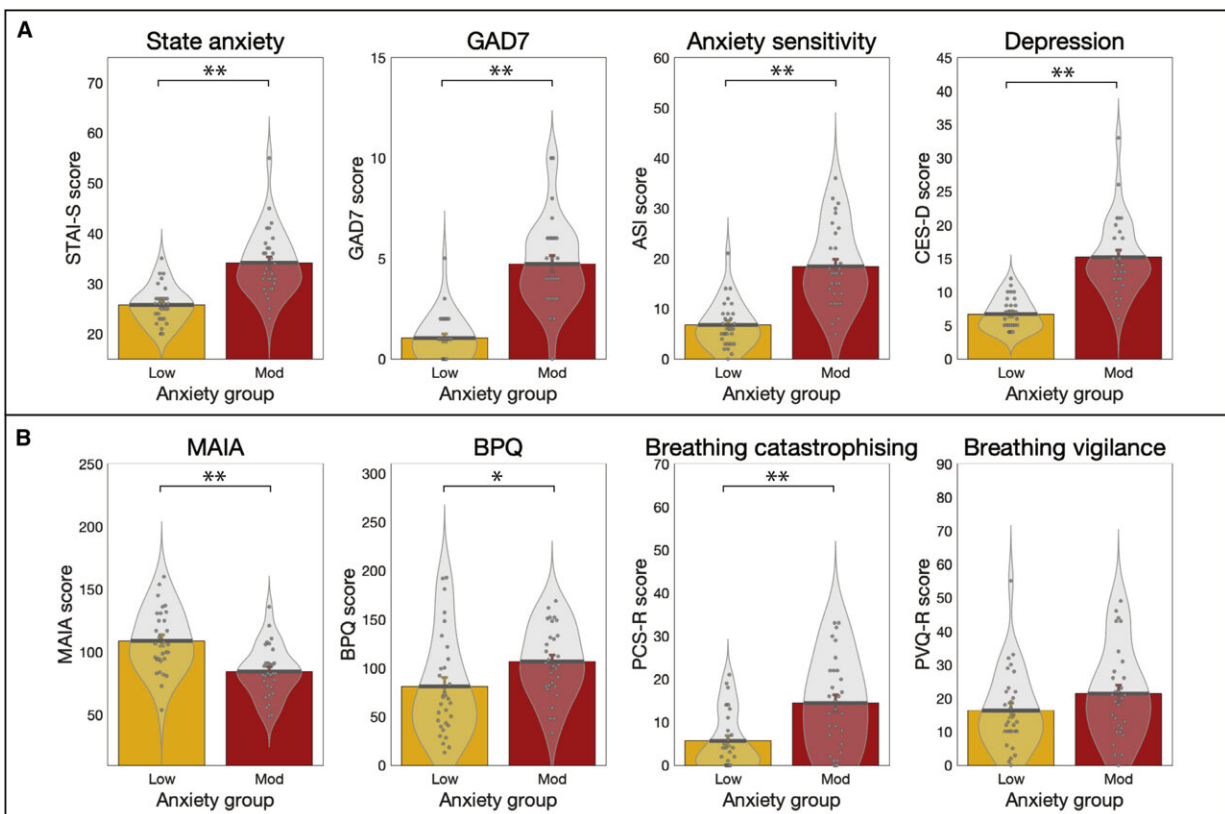 A
State anxiety
GAD7
Anxiety sensitivity
Depression
**
**
**
**
STAI-S score
70
60
50
40
30
20
GAD7 score
15
10
5
0
ASI score
60
50
40
30
20
10
0
CES-D score
45
40
35
30
25
20
15
10
5
0
Low Mod
Low Mod
Low Mod
Low Mod
Anxiety group
Anxiety group
Anxiety group
Anxiety group
B
MAIA
BPQ
Breathing catastrophising
Breathing vigilance
**
*
**
MAIA score
250
200
150
100
50
BPQ score
300
250
200
150
100
50
0
PCS-R score
70
60
50
40
30
20
10
0
PVQ-R score
90
80
70
60
50
40
30
20
10
0
Low Mod
Low Mod
Low Mod
Low Mod
Anxiety group
Anxiety group
Anxiety group
Anxiety group